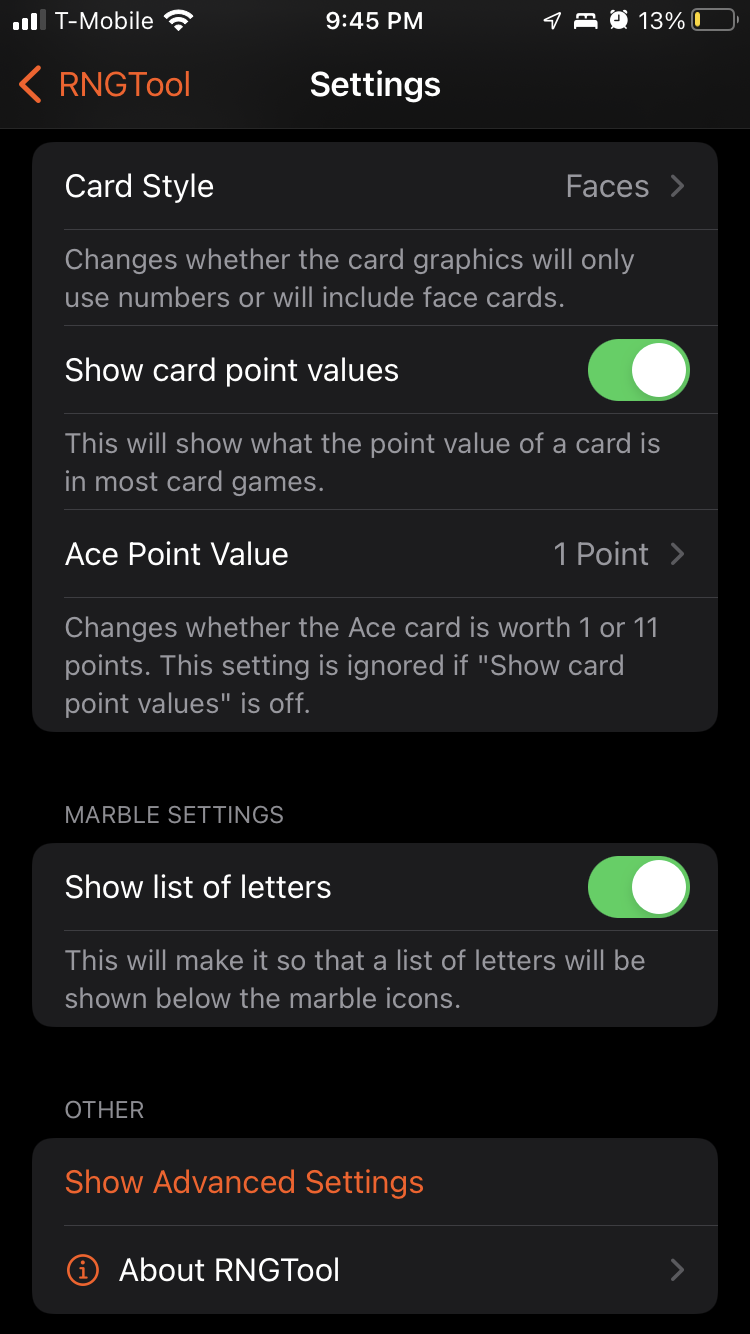 T-Mobile 9:45 PM 13%
RNGTool Settings
Card Style Faces
Changes whether the card graphics will only
use numbers or will include face cards.
Show card point values
This will show what the point value of a card is
in most card games.
Ace Point Value 1 Point
Changes whether the Ace card is worth 1 or 11
points. This setting is ignored if "Show card
point values" is off.
MARBLE SETTINGS
Show list of letters
This will make it so that a list of letters will be
shown below the marble icons.
OTHER
Show Advanced Settings
About RNGTool